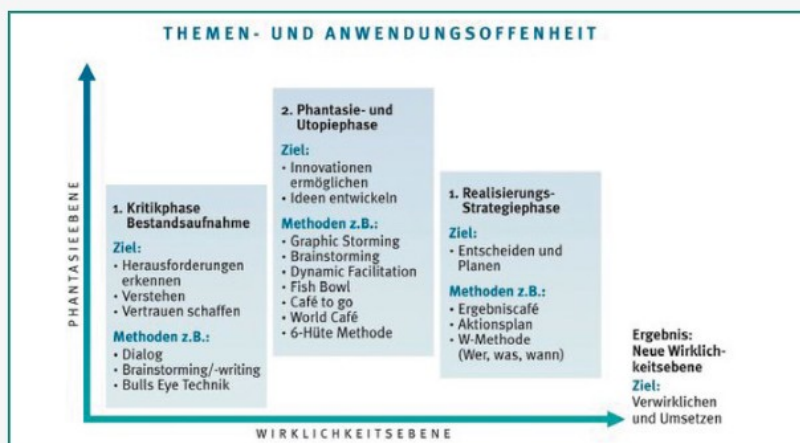 THEMEN- UND ANWENDUNGSOFFENHEIT
PHANTASIEEBENE
1. Kritikphase
Bestandsaufnahme
Ziel:
• Herausforderungen
erkennen
• Verstehen
• Vertrauen schaffen
Methoden z.B.:
• Dialog
• Brainstorming/-writing
• Bulls Eye Technik
2. Phantasie- und
Utopiephase
Ziel:
• Innovationen
ermöglichen
• Ideen entwickeln
Methoden z.B.:
• Graphic Storming
• Brainstorming
• Dynamic Facilitation
• Fish Bowl
• Café to go
• World Café
• 6-Hüte Methode
1. Realisierungs-
Strategiephase
Ziel:
• Entscheiden und
Planen
Methoden z.B.:
• Ergebniscafé
• Aktionsplan
• W-Methode
(Wer, was, wann)
Ergebnis:
Neue Wirklich-
keitsebene
Ziel:
Verwirklichen
und Umsetzen
WIRKLICHKEITSEBENE